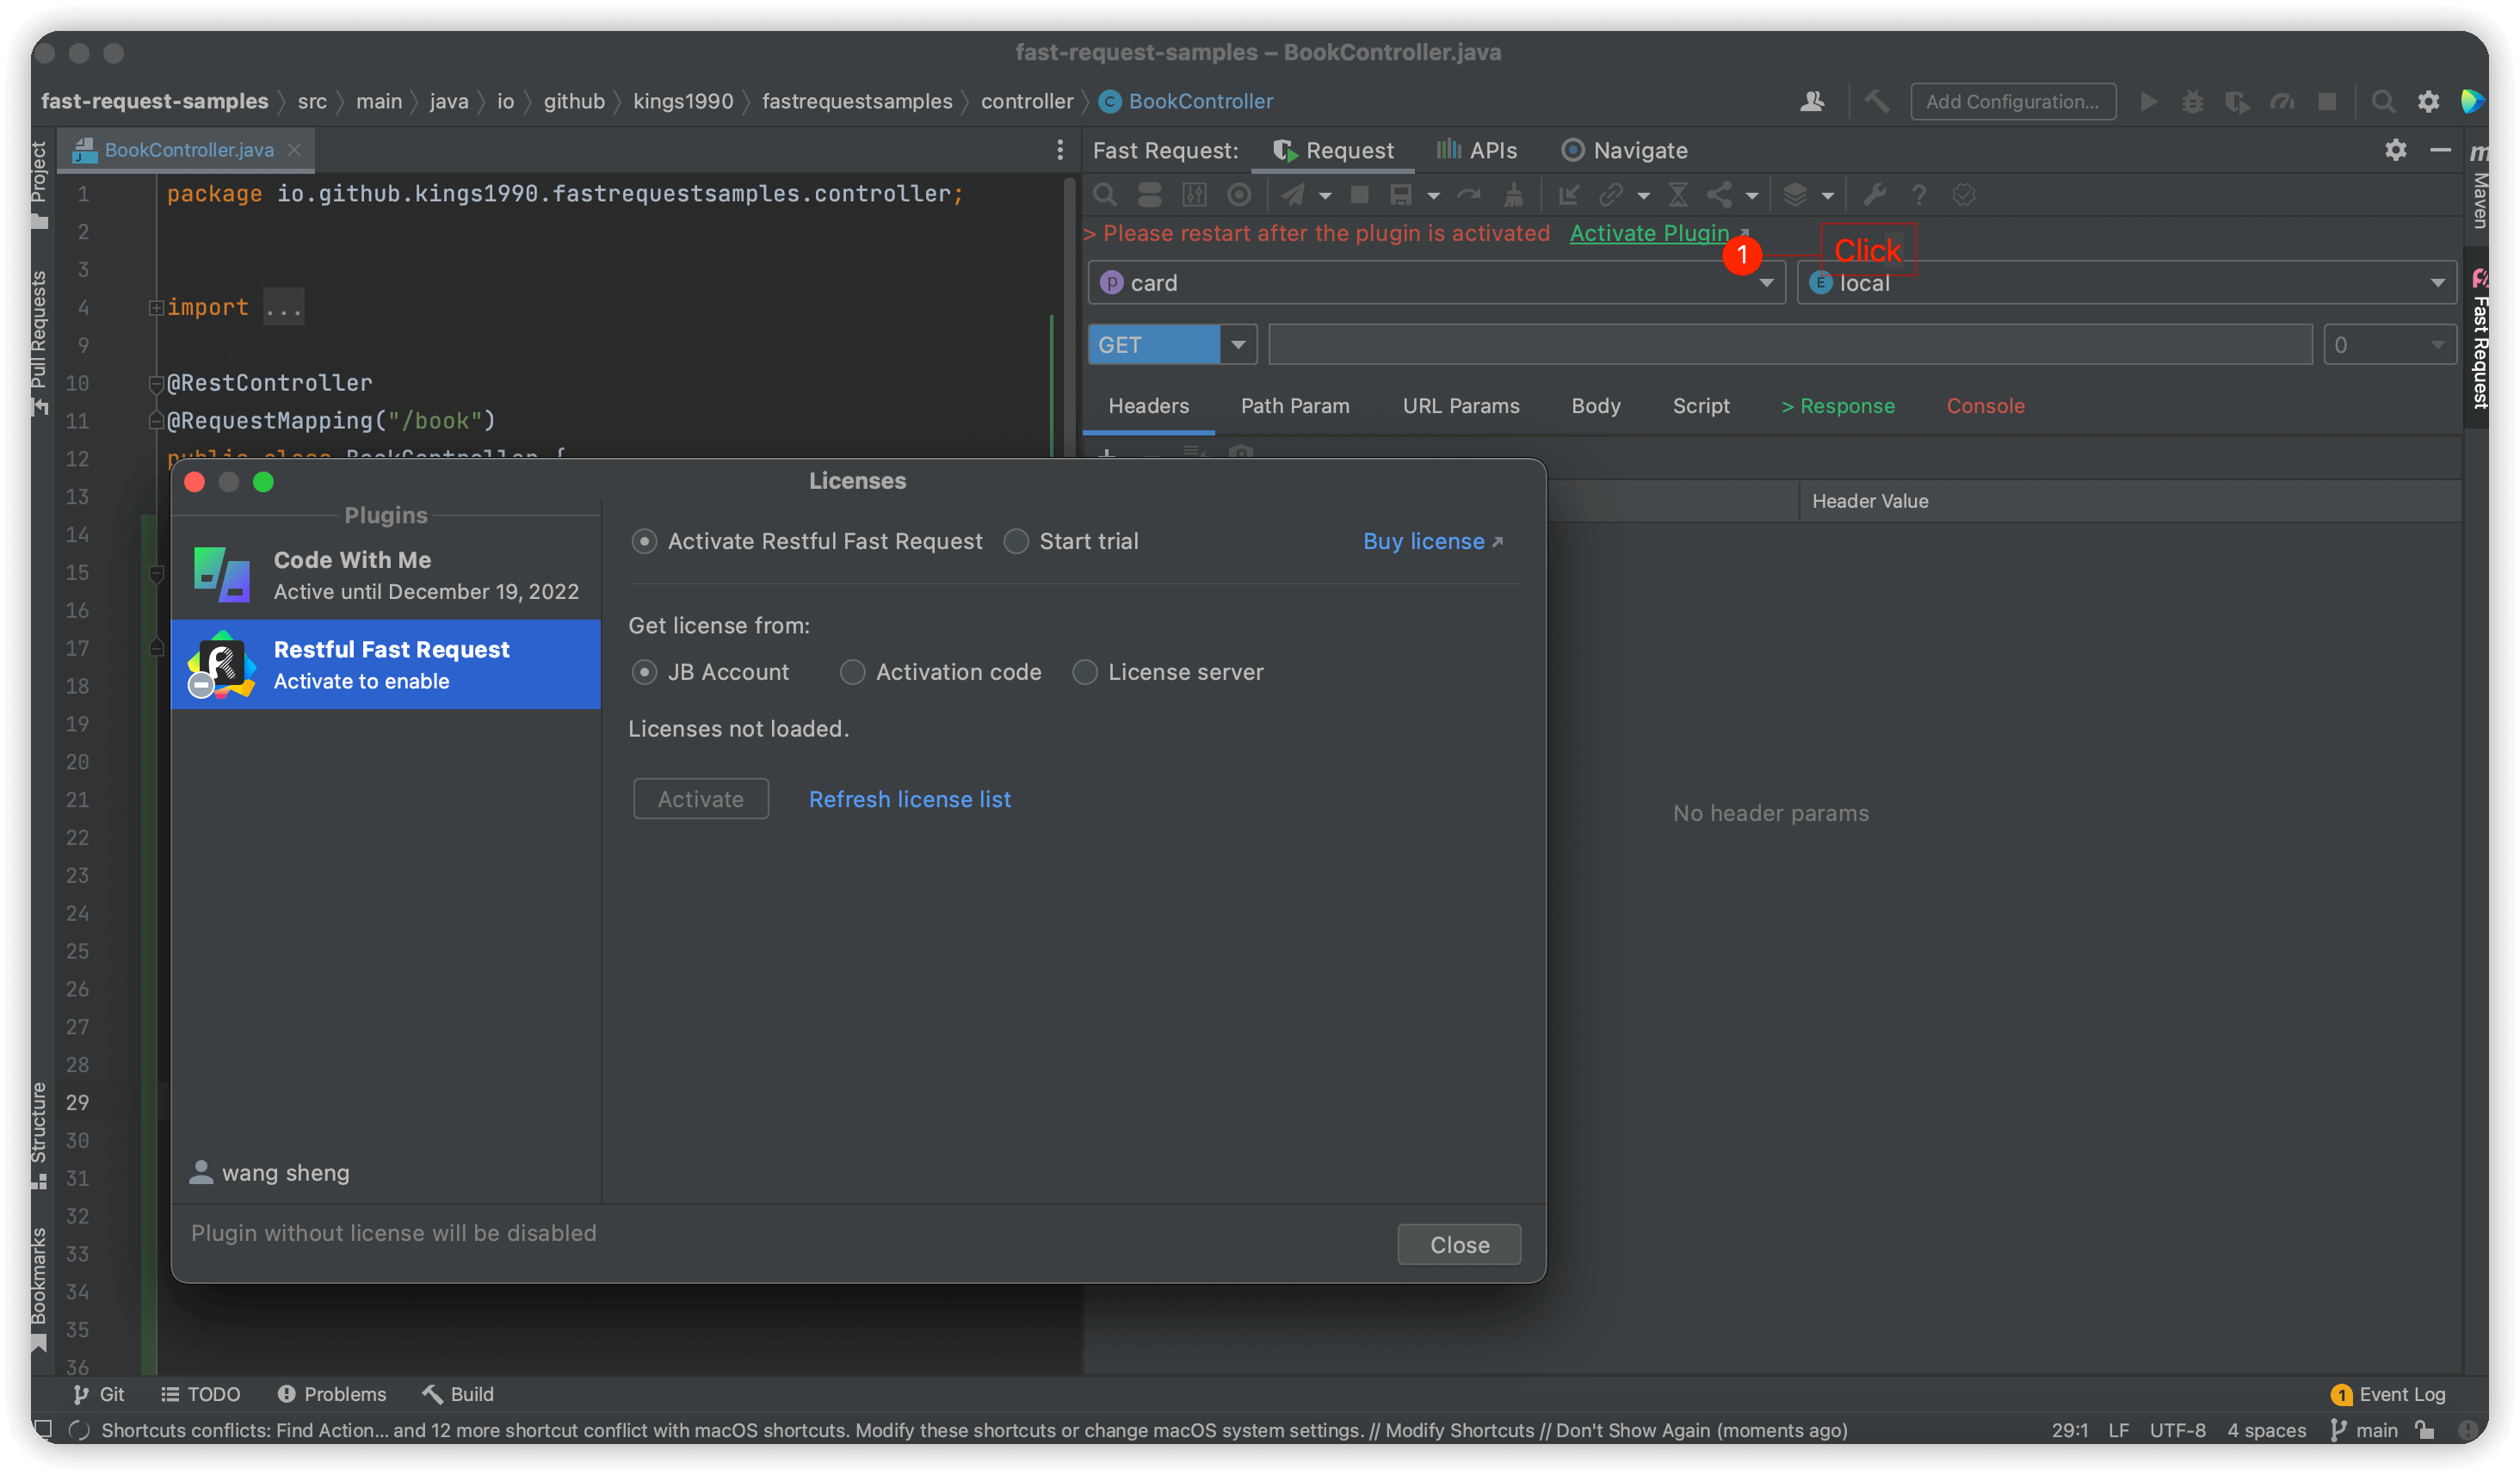 fast-request-samples – BookController.java
fast-request-samples src main java io github kings1990 fastrequestsamples controller BookController
Add Configuration...
Project
Pull Requests
Structure
Bookmarks
BookController.java
1 package io.github.kings1990.fastrequestsamples.controller;
2
3
4 import ...
9
10 @RestController
11 @RequestMapping("/book")
12 public class BookController {
13
14
15
16
17
18
19
20
21
22
23
24
25
26
27
28
29
30
31
32
33
34
35
36
Fast Request: Request APIs Navigate
> Please restart after the plugin is activated Activate Plugin
1 Click
card
local
GET
0
Headers Path Param URL Params Body Script > Response Console
Header Value
No header params
Maven
Fast Request
Licenses
Plugins
Code With Me
Active until December 19, 2022
Restful Fast Request
Activate to enable
wang sheng
Activate Restful Fast Request Start trial Buy license
Get license from:
JB Account Activation code License server
Licenses not loaded.
Activate Refresh license list
Plugin without license will be disabled
Close
Git TODO Problems Build
1 Event Log
Shortcuts conflicts: Find Action... and 12 more shortcut conflict with macOS shortcuts. Modify these shortcuts or change macOS system settings. // Modify Shortcuts // Don't Show Again (moments ago)
29:1 LF UTF-8 4 spaces main